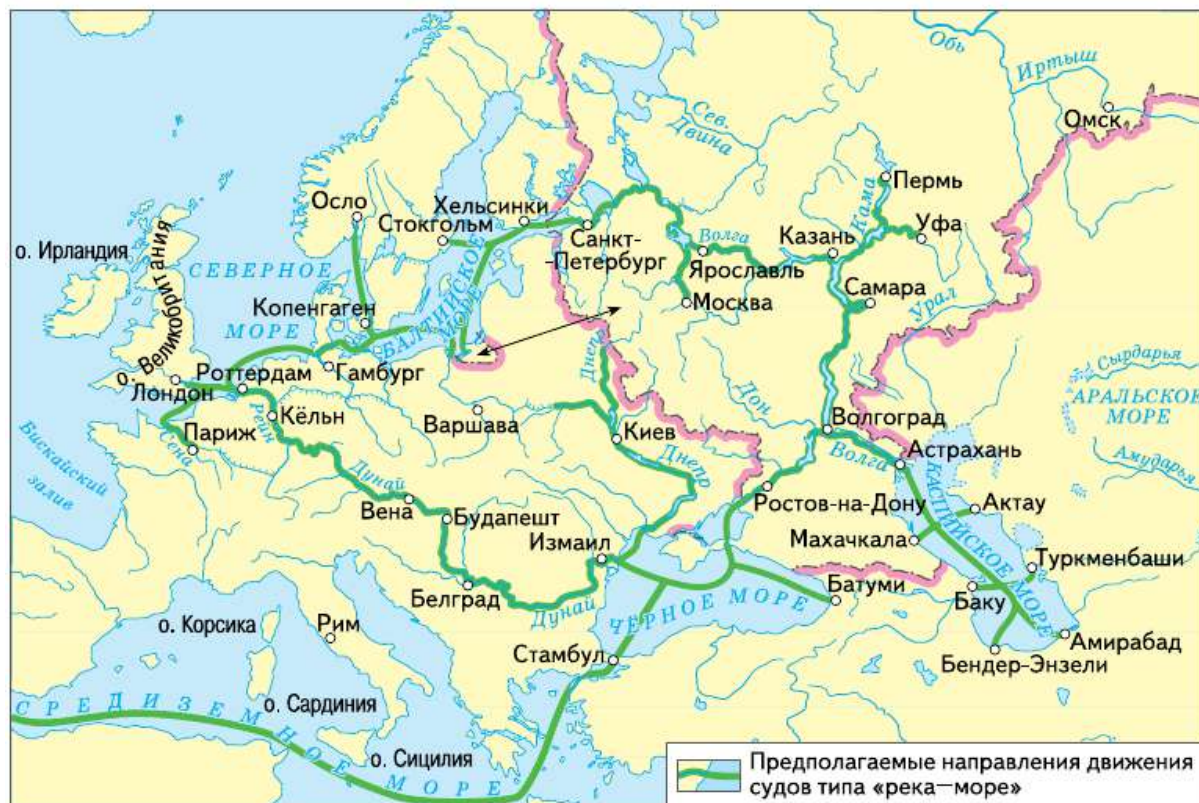 Обь
Иртыш
Омск
Сев.
Двина
Пермь
Кама
Уфа
Осло
Хельсинки
Стокгольм
Санкт-
-Петербург
Волга
Казань
Ярославль
Самара
Москва
Урал
о. Ирландия
о. Великобритания
СЕВЕРНОЕ
МОРЕ
Копенгаген
БАЛТИЙСКОЕ
МОРЕ
Днепр
Сырдарья
АРАЛЬСКОЕ
МОРЕ
Амударья
Лондон
Роттердам
Гамбург
Рейн
Кёльн
Варшава
Киев
Днепр
Дон
Волгоград
Волга
Астрахань
Париж
Сена
Бискайский
залив
Дунай
Вена
Будапешт
Измаил
Ростов-на-Дону
Актау
Махачкала
КАСПИЙСКОЕ МОРЕ
Туркменбаши
Белград
Дунай
ЧЁРНОЕ МОРЕ
Батуми
Баку
Амирабад
Бендер-Энзели
о. Корсика
Рим
Стамбул
о. Сардиния
СРЕДИЗЕМНОЕ МОРЕ
о. Сицилия
Предполагаемые направления движения
судов типа «река—море»